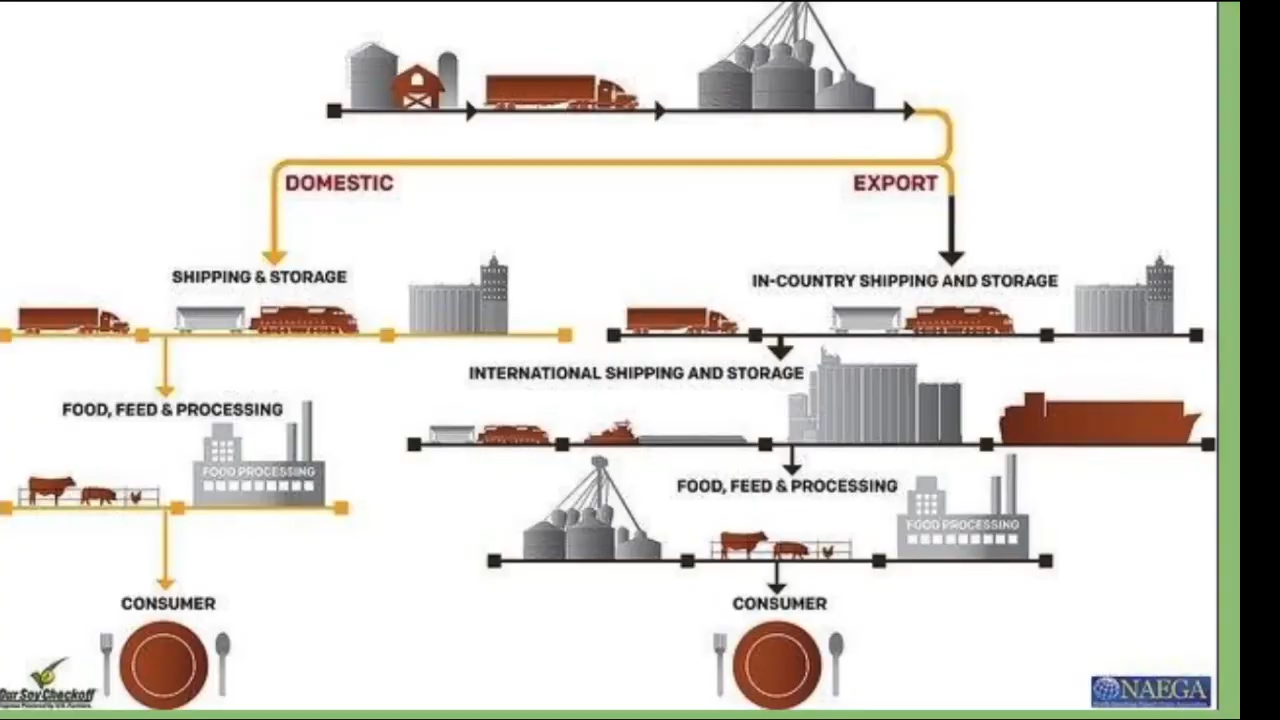 DOMESTIC
EXPORT
SHIPPING & STORAGE
IN-COUNTRY SHIPPING AND STORAGE
INTERNATIONAL SHIPPING AND STORAGE
FOOD, FEED & PROCESSING
FOOD PROCESSING
FOOD, FEED & PROCESSING
FOOD PROCESSING
CONSUMER
CONSUMER
Our Soy Checkoff
NAEGA